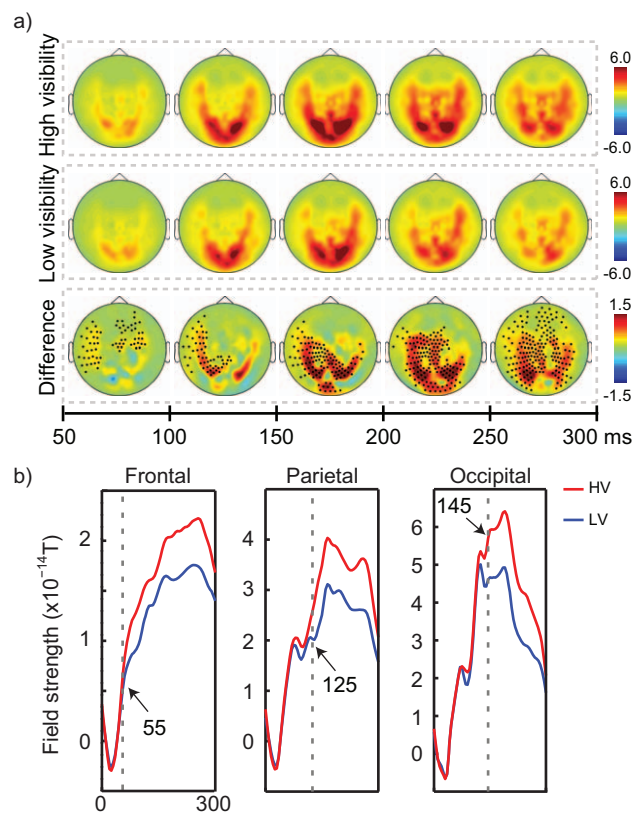 a)
High visibility
6.0
-6.0
Low visibility
6.0
6.0
Difference
1.5
-1.5
50 100 150 200 250 300 ms
b)
Frontal Parietal Occipital
HV
LV
Field strength (x10⁻¹⁴T)
2
1
0
55
0 300
4
3
2
1
0
125
6
5
4
3
2
1
0
145